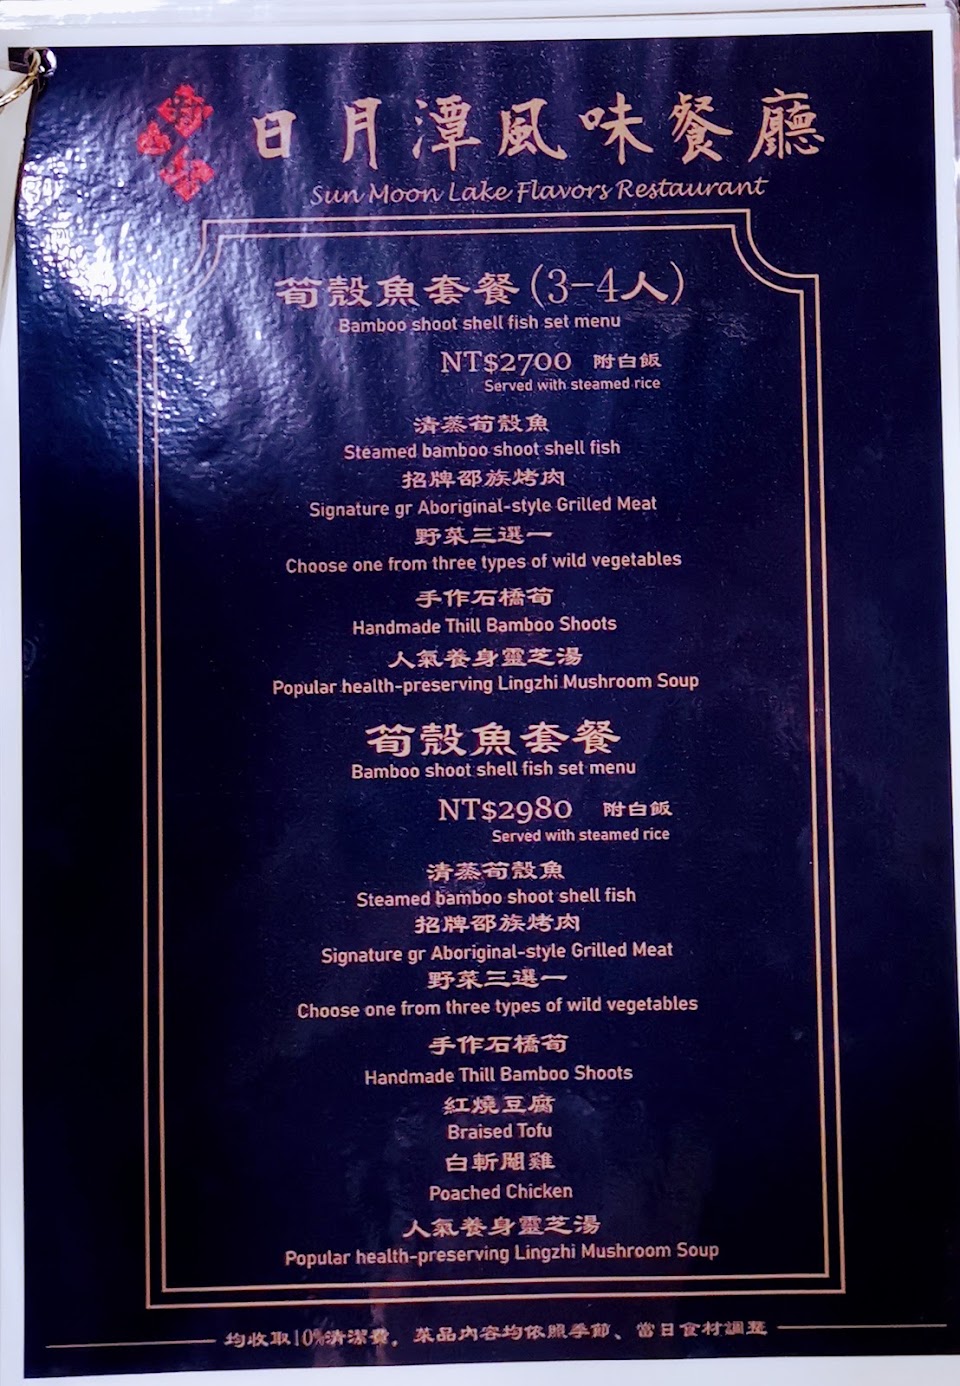 日月潭風味餐廳
Sun Moon Lake Flavors Restaurant
筍殼魚套餐(3-4人)
Bamboo shoot shell fish set menu
NT$2700 附白飯
Served with steamed rice
清蒸筍殼魚
Steamed bamboo shoot shell fish
招牌邵族烤肉
Signature gr Aboriginal-style Grilled Meat
野菜三選一
Choose one from three types of wild vegetables
手作石橋筍
Handmade Thill Bamboo Shoots
人氣養身靈芝湯
Popular health-preserving Lingzhi Mushroom Soup
筍殼魚套餐
Bamboo shoot shell fish set menu
NT$2980 附白飯
Served with steamed rice
清蒸筍殼魚
Steamed bamboo shoot shell fish
招牌邵族烤肉
Signature gr Aboriginal-style Grilled Meat
野菜三選一
Choose one from three types of wild vegetables
手作石橋筍
Handmade Thill Bamboo Shoots
紅燒豆腐
Braised Tofu
白斬閹雞
Poached Chicken
人氣養身靈芝湯
Popular health-preserving Lingzhi Mushroom Soup
均收取10%清潔費，菜品內容均依照季節、當日食材調整